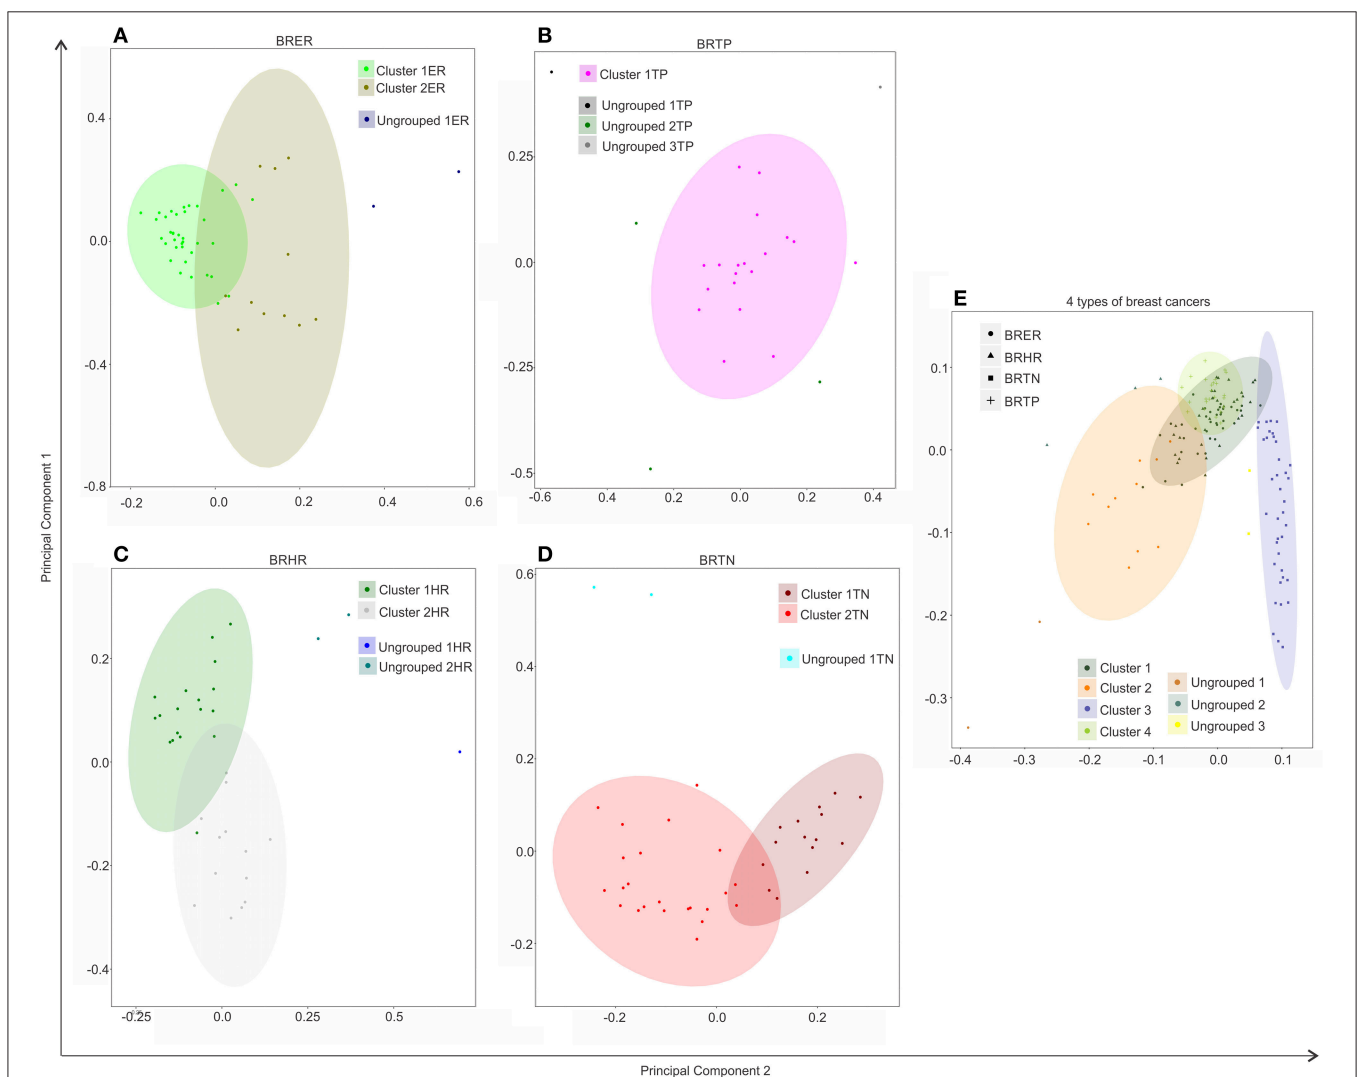 A
BRER
Cluster 1ER
Cluster 2ER
Ungrouped 1ER
0.4
0.0
-0.4
-0.8
-0.2
0.0
0.2
0.4
0.6
B
BRTP
Cluster 1TP
Ungrouped 1TP
Ungrouped 2TP
Ungrouped 3TP
0.25
0.0
-0.25
-0.5
-0.6
-0.4
0.2
0.0
0.2
0.4
C
BRHR
Cluster 1HR
Cluster 2HR
Ungrouped 1HR
Ungrouped 2HR
0.2
0.0
-0.2
-0.4
-0.25
0.0
0.25
0.5
D
BRTN
Cluster 1TN
Cluster 2TN
Ungrouped 1TN
0.6
0.4
0.2
0.0
-0.2
-0.2
0.0
0.2
E
4 types of breast cancers
BRER
BRHR
BRTN
BRTP
0.1
0.0
-0.1
-0.2
-0.3
Cluster 1
Cluster 2
Cluster 3
Cluster 4
Ungrouped 1
Ungrouped 2
Ungrouped 3
-0.4
-0.3
-0.2
-0.1
0.0
0.1
Principal Component 1
Principal Component 2